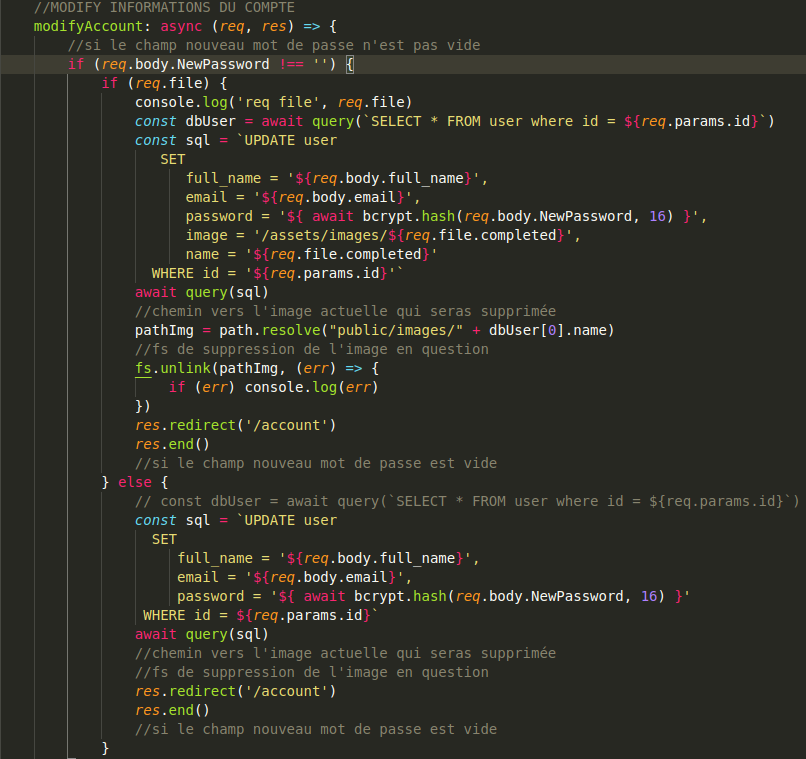 //MODIFY INFORMATIONS DU COMPTE
modifyAccount: async (req, res) => {
//si le champ nouveau mot de passe n'est pas vide
if (req.body.NewPassword !== '') {
if (req.file) {
console.log('req file', req.file)
const dbUser = await query(`SELECT * FROM user where id = ${req.params.id}`)
const sql = `UPDATE user
SET
full_name = '${req.body.full_name}',
email = '${req.body.email}',
password = '${ await bcrypt.hash(req.body.NewPassword, 16) }',
image = '/assets/images/${req.file.completed}',
name = '${req.file.completed}'
WHERE id = '${req.params.id}'`
await query(sql)
//chemin vers l'image actuelle qui seras supprimée
pathImg = path.resolve("public/images/" + dbUser[0].name)
//fs de suppression de l'image en question
fs.unlink(pathImg, (err) => {
if (err) console.log(err)
})
res.redirect('/account')
res.end()
//si le champ nouveau mot de passe est vide
} else {
// const dbUser = await query(`SELECT * FROM user where id = ${req.params.id}`)
const sql = `UPDATE user
SET
full_name = '${req.body.full_name}',
email = '${req.body.email}',
password = '${ await bcrypt.hash(req.body.NewPassword, 16) }'
WHERE id = ${req.params.id}`
await query(sql)
//chemin vers l'image actuelle qui seras supprimée
//fs de suppression de l'image en question
res.redirect('/account')
res.end()
//si le champ nouveau mot de passe est vide
}